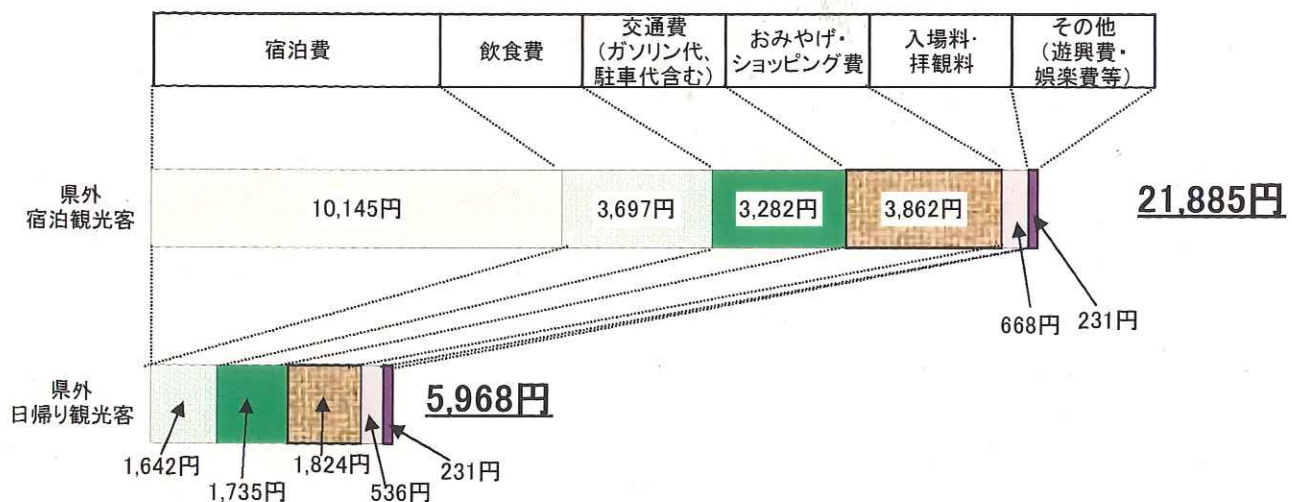 宿泊費
飲食費
交通費
(ガソリン代、
駐車代含む)
おみやげ・
ショッピング費
入場料・
拝観料
その他
(遊興費・
娯楽費等)
県外
宿泊観光客
10,145円
3,697円
3,282円
3,862円
21,885円
668円
231円
県外
日帰り観光客
5,968円
1,642円
1,735円
1,824円
536円
231円